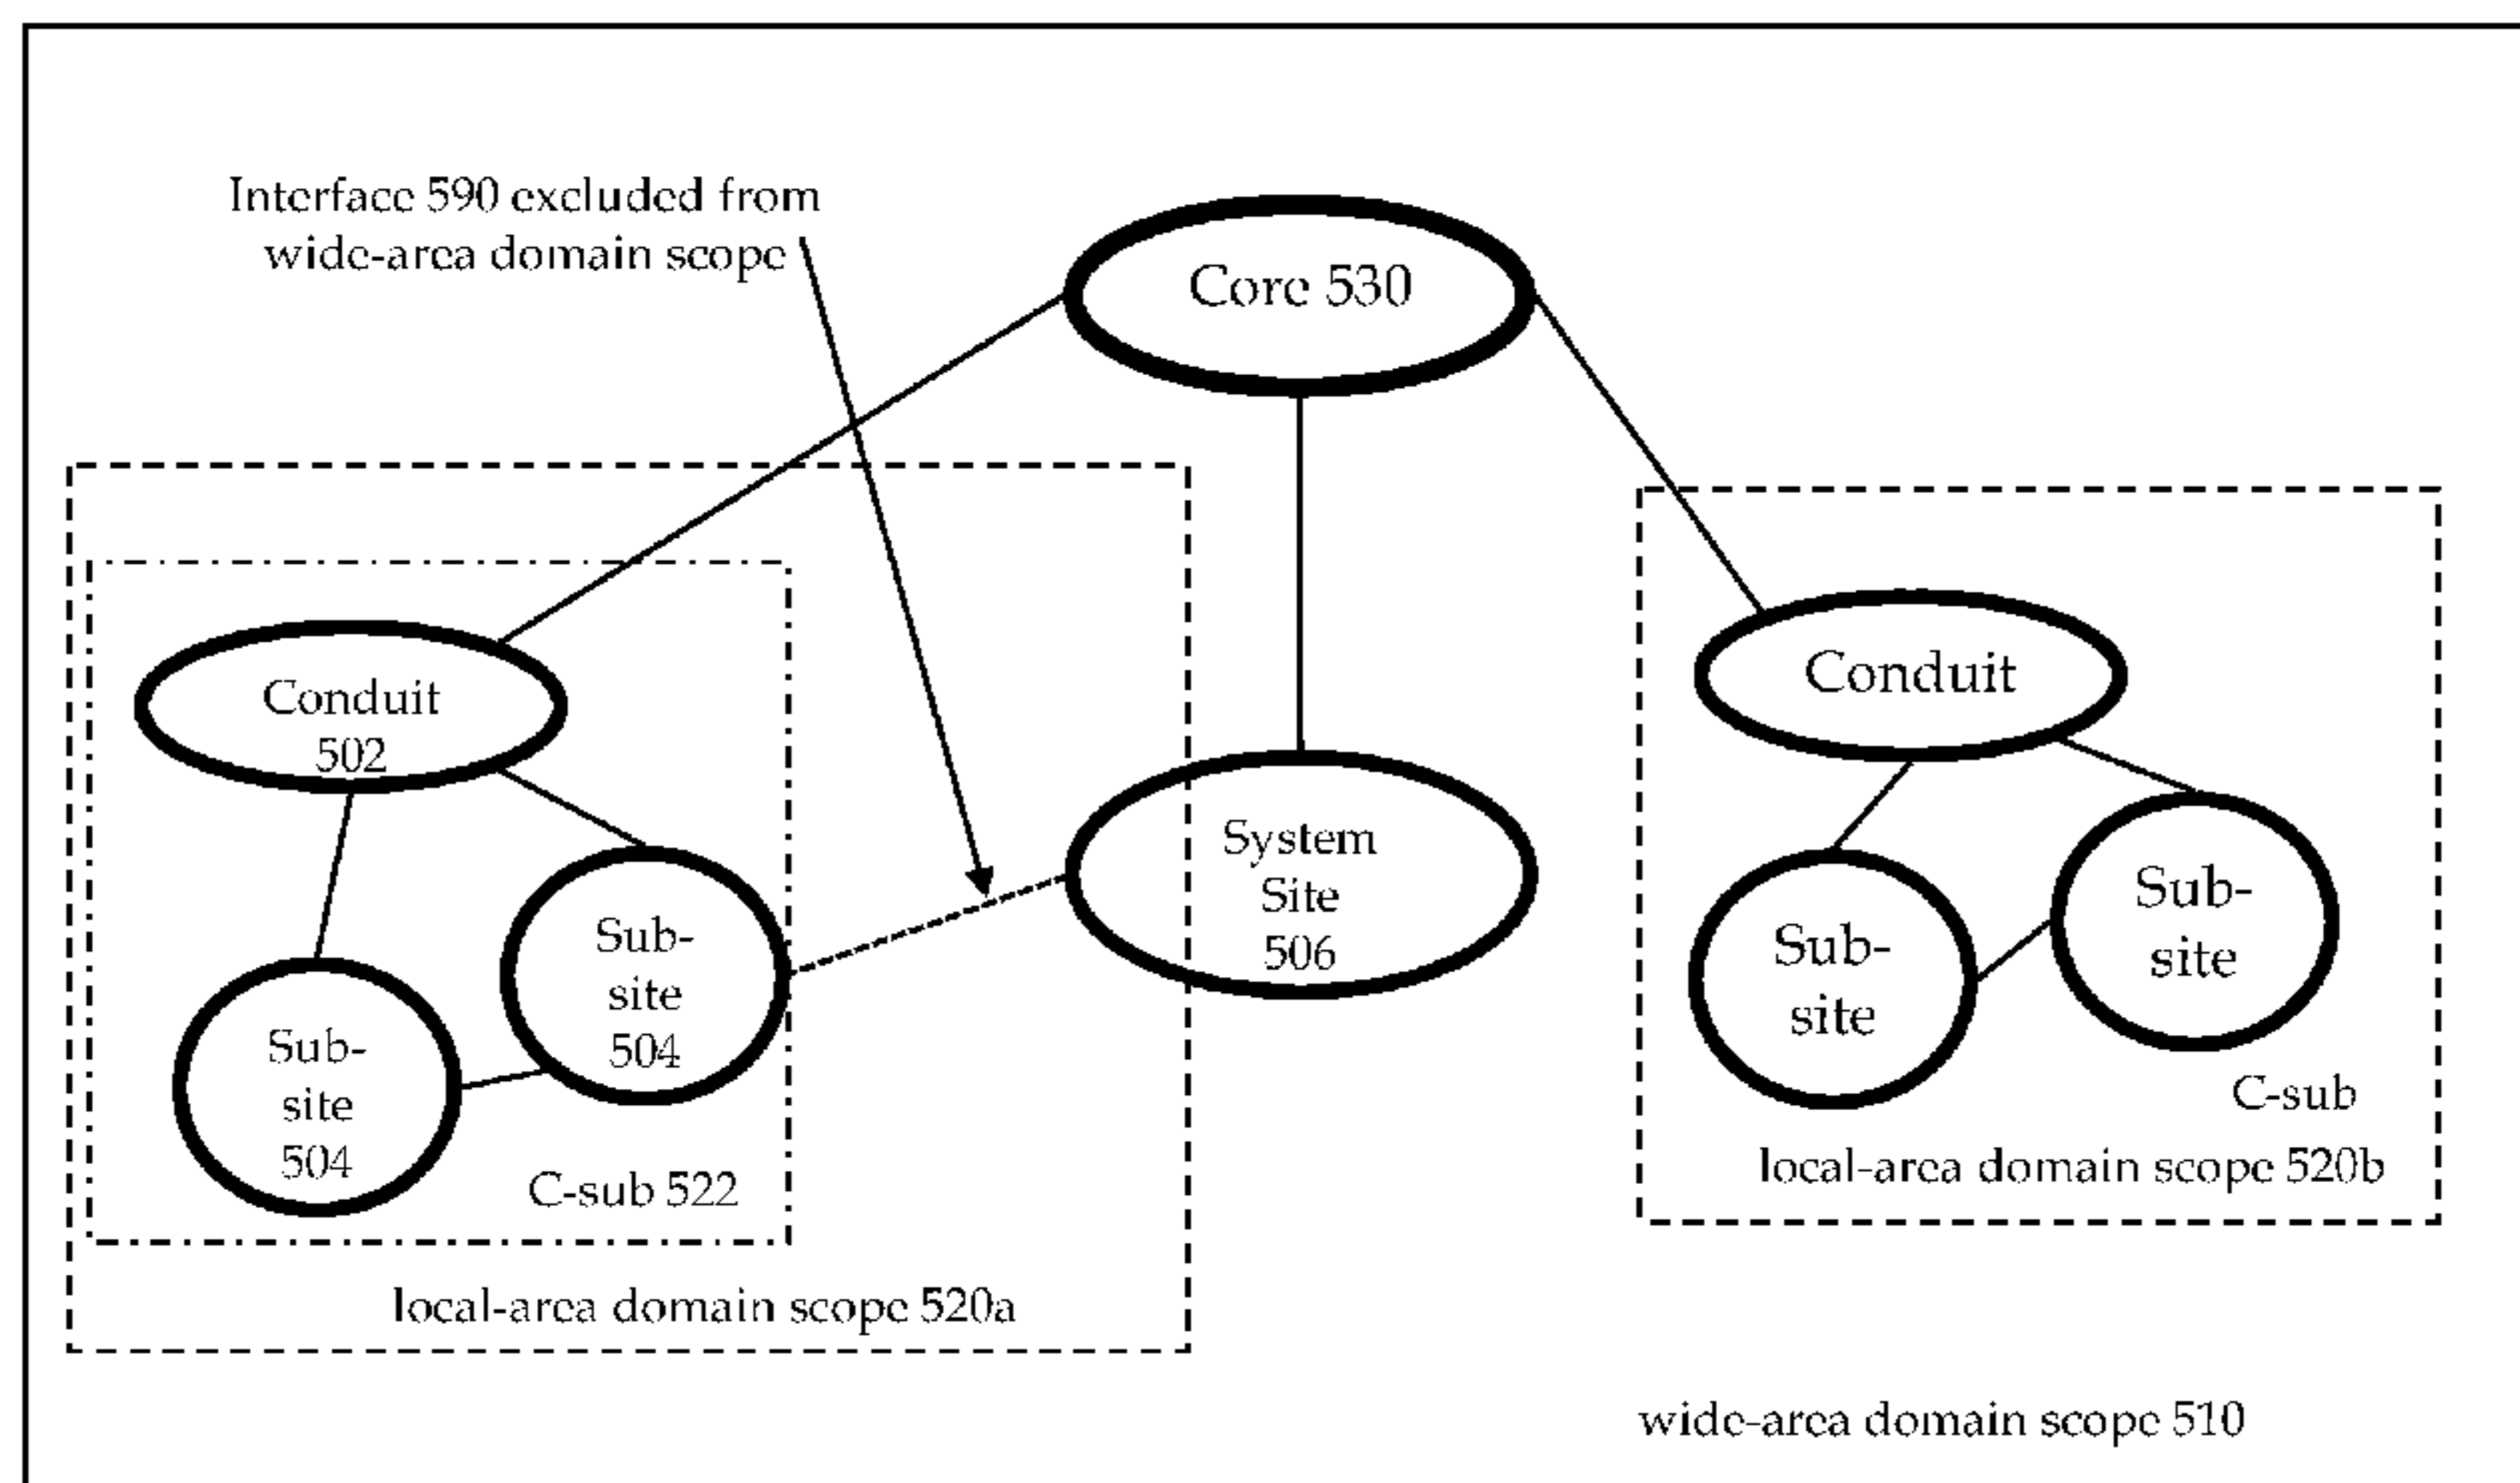 Interface 590 excluded from
wide-area domain scope
Core 530
Conduit
502
Conduit
System
Site
506
Sub-
site
504
Sub-
site
504
Sub-
site
Sub-
site
C-sub
C-sub 522
local-area domain scope 520b
local-area domain scope 520a
wide-area domain scope 510